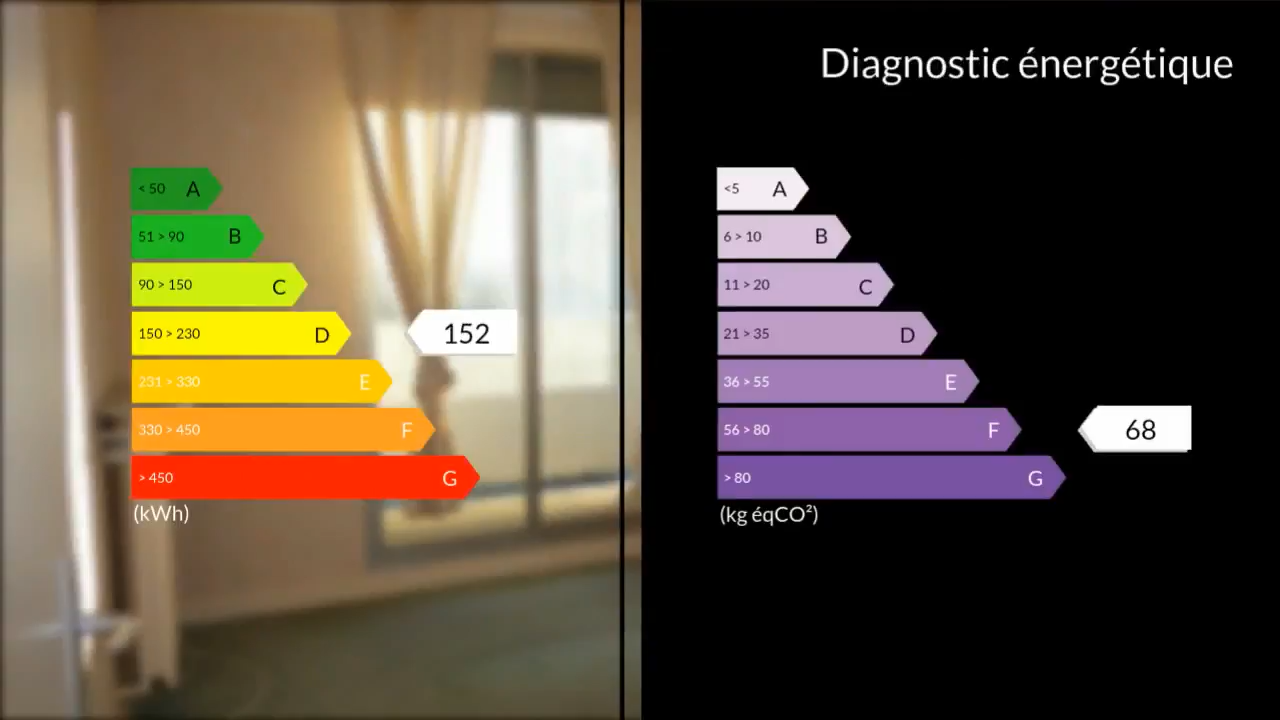 Diagnostic énergétique
< 50 A
51 > 90 B
90 > 150 C
150 > 230 D
152
231 > 330 E
330 > 450 F
> 450 G
(kWh)
<5 A
6 > 10 B
11 > 20 C
21 > 35 D
36 > 55 E
56 > 80 F
68
> 80 G
(kg éqCO²)